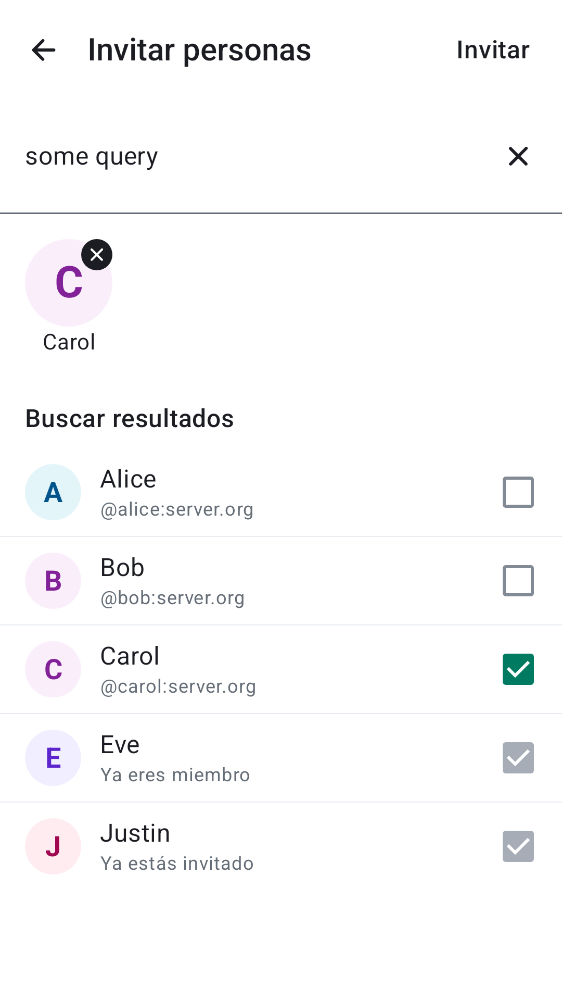 Invitar personas
Invitar
some query
C
Carol
Buscar resultados
A
Alice
@alice:server.org
B
Bob
@bob:server.org
C
Carol
@carol:server.org
E
Eve
Ya eres miembro
J
Justin
Ya estás invitado